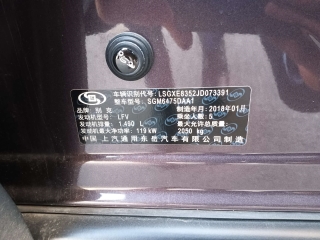 车辆识别代号: LSGXE8352JD073391
整车型号: SGM6475DAA1
品牌 别克 制造年月: 2018年01月
发动机型号: LFV 乘坐人数: 5
发动机排量: 1,490 L 最大允许总质量:
发动机最大净功率: 119 kW 2050 kg
中国 上汽通用东岳汽车有限公司制造